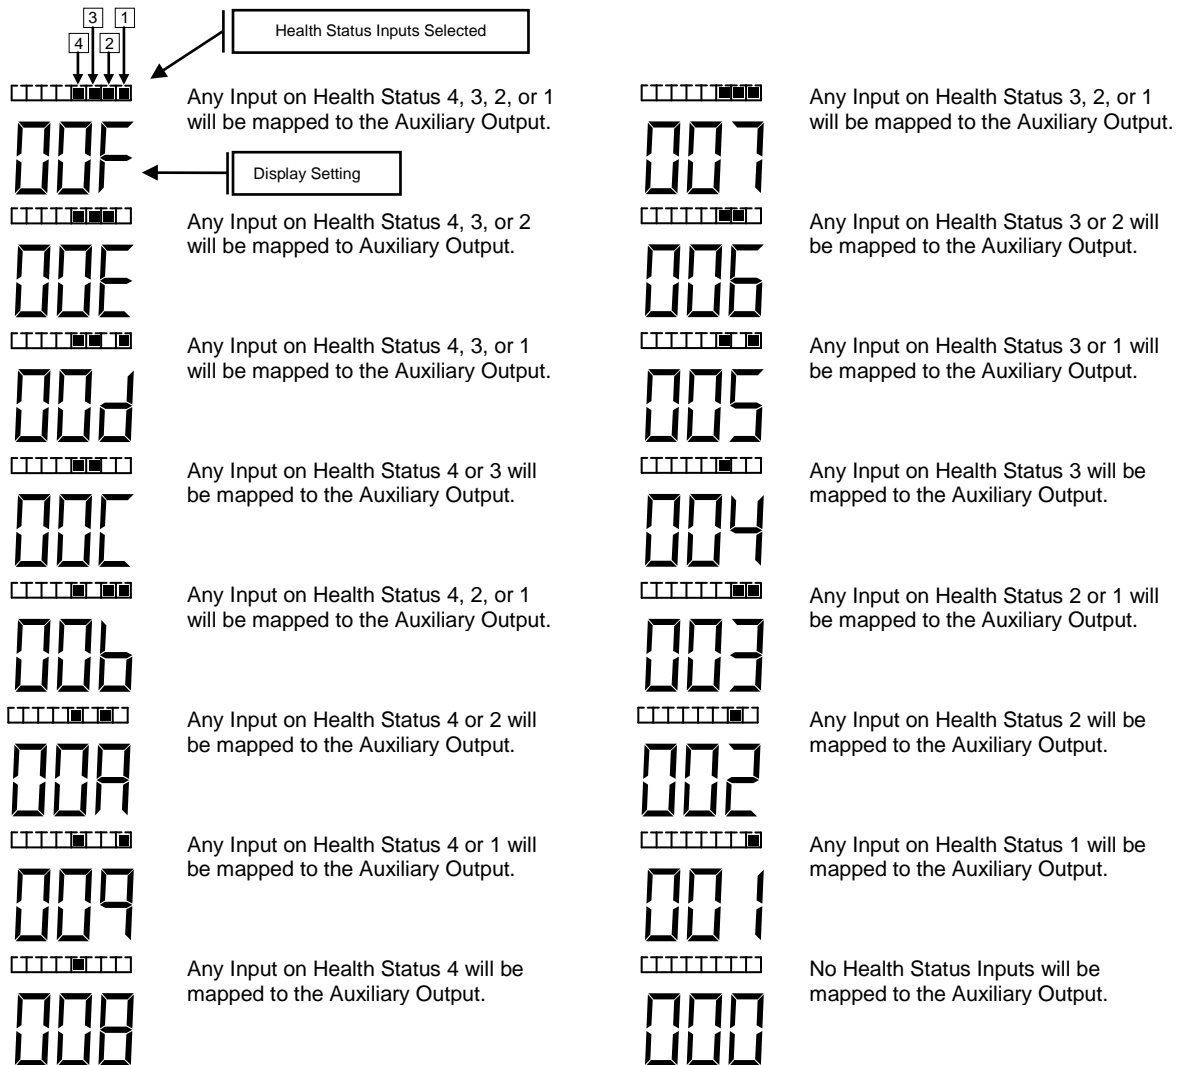 3 1
4 2
Health Status Inputs Selected
Any Input on Health Status 4, 3, 2, or 1
will be mapped to the Auxiliary Output.
00F
Display Setting
Any Input on Health Status 4, 3, or 2
will be mapped to Auxiliary Output.
00E
Any Input on Health Status 4, 3, or 1
will be mapped to the Auxiliary Output.
00d
Any Input on Health Status 4 or 3 will
be mapped to the Auxiliary Output.
00C
Any Input on Health Status 4, 2, or 1
will be mapped to the Auxiliary Output.
00b
Any Input on Health Status 4 or 2 will
be mapped to the Auxiliary Output.
00A
Any Input on Health Status 4 or 1 will
be mapped to the Auxiliary Output.
009
Any Input on Health Status 4 will be
mapped to the Auxiliary Output.
008
Any Input on Health Status 3, 2, or 1
will be mapped to the Auxiliary Output.
007
Any Input on Health Status 3 or 2 will
be mapped to the Auxiliary Output.
006
Any Input on Health Status 3 or 1 will
be mapped to the Auxiliary Output.
005
Any Input on Health Status 3 will be
mapped to the Auxiliary Output.
004
Any Input on Health Status 2 or 1 will
be mapped to the Auxiliary Output.
003
Any Input on Health Status 2 will be
mapped to the Auxiliary Output.
002
Any Input on Health Status 1 will be
mapped to the Auxiliary Output.
001
No Health Status Inputs will be
mapped to the Auxiliary Output.
000